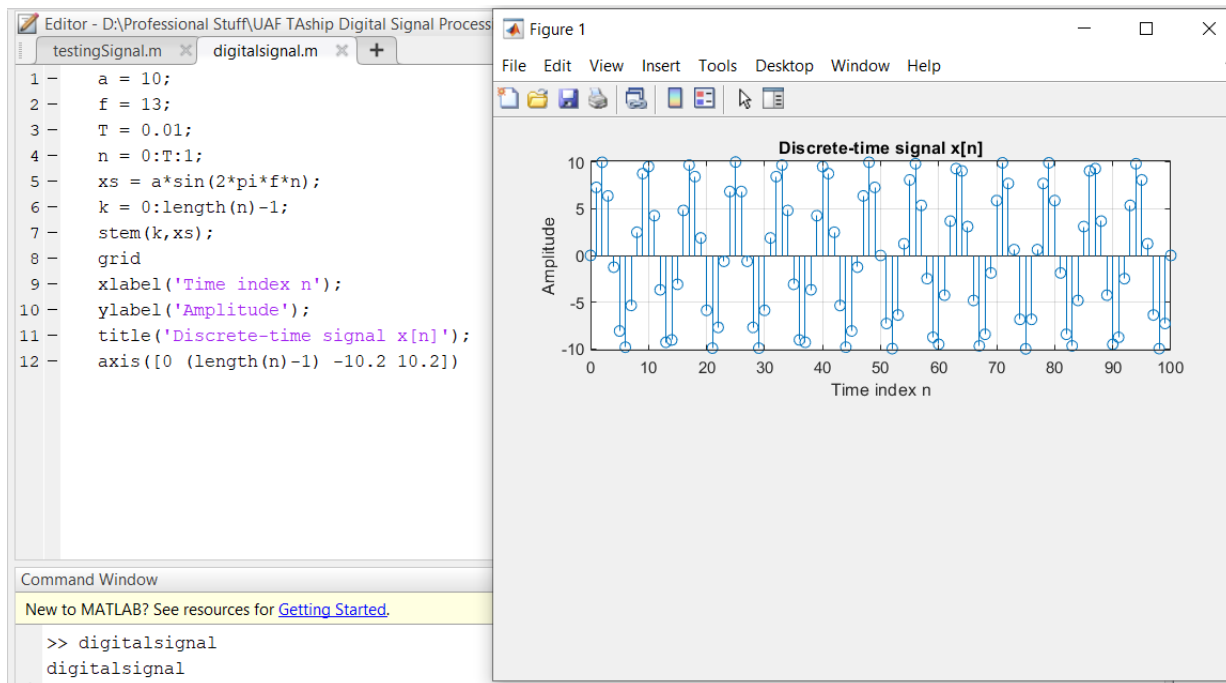 Editor - D:\Professional Stuff\UAF TAship Digital Signal Process
testingSignal.m digitalsignal.m
1 - a = 10;
2 - f = 13;
3 - T = 0.01;
4 - n = 0:T:1;
5 - xs = a*sin(2*pi*f*n);
6 - k = 0:length(n)-1;
7 - stem(k,xs);
8 - grid
9 - xlabel('Time index n');
10 - ylabel('Amplitude');
11 - title('Discrete-time signal x[n]');
12 - axis([0 (length(n)-1) -10.2 10.2])
Command Window
New to MATLAB? See resources for Getting Started.
>> digitalsignal
digitalsignal
Figure 1
File Edit View Insert Tools Desktop Window Help
Discrete-time signal x[n]
10
5
0
-5
-10
Amplitude
0 10 20 30 40 50 60 70 80 90 100
Time index n